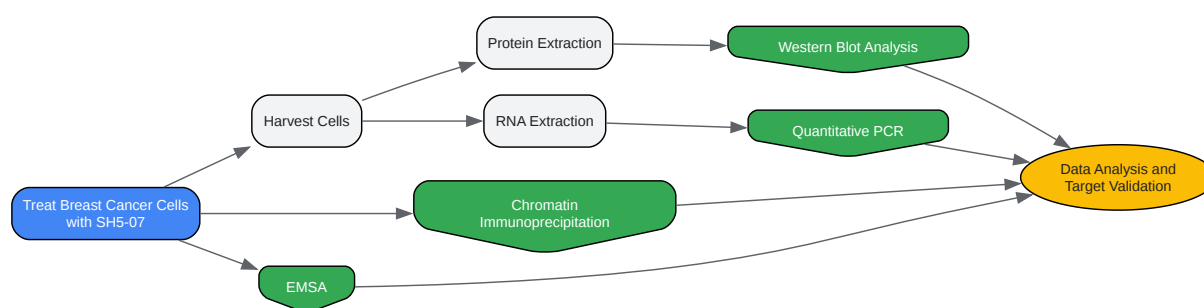 Protein Extraction
Western Blot Analysis
Harvest Cells
RNA Extraction
Quantitative PCR
Data Analysis and
Target Validation
Treat Breast Cancer Cells
with SH5-07
Chromatin
Immunoprecipitation
EMSA